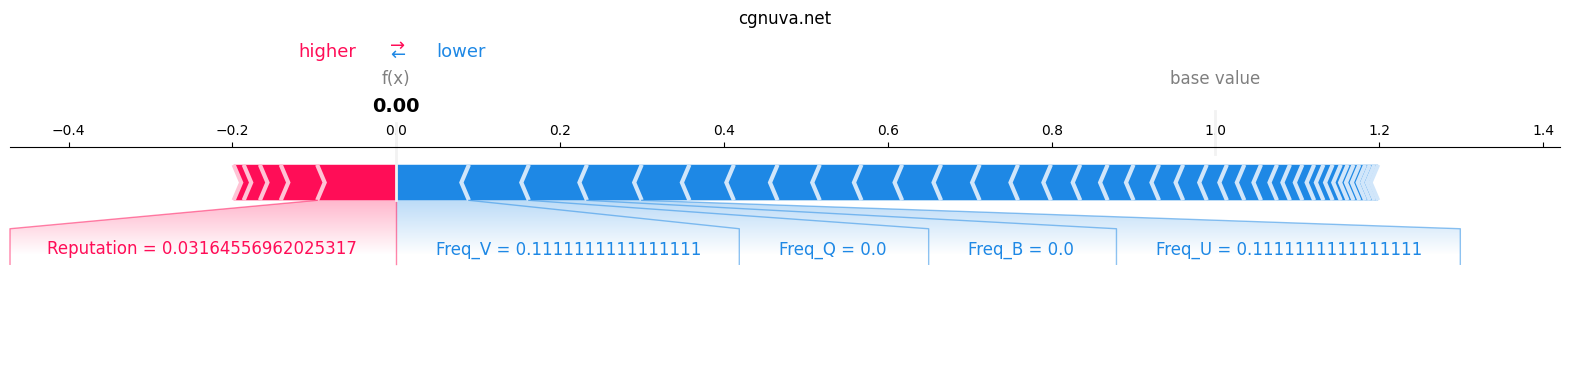 cgnuva.net
higher ⇄ lower
f(x) base value
0.00
−0.4 −0.2 0.0 0.2 0.4 0.6 0.8 1.0 1.2 1.4
Reputation = 0.03164556962025317 Freq_V = 0.1111111111111111 Freq_Q = 0.0 Freq_B = 0.0 Freq_U = 0.1111111111111111